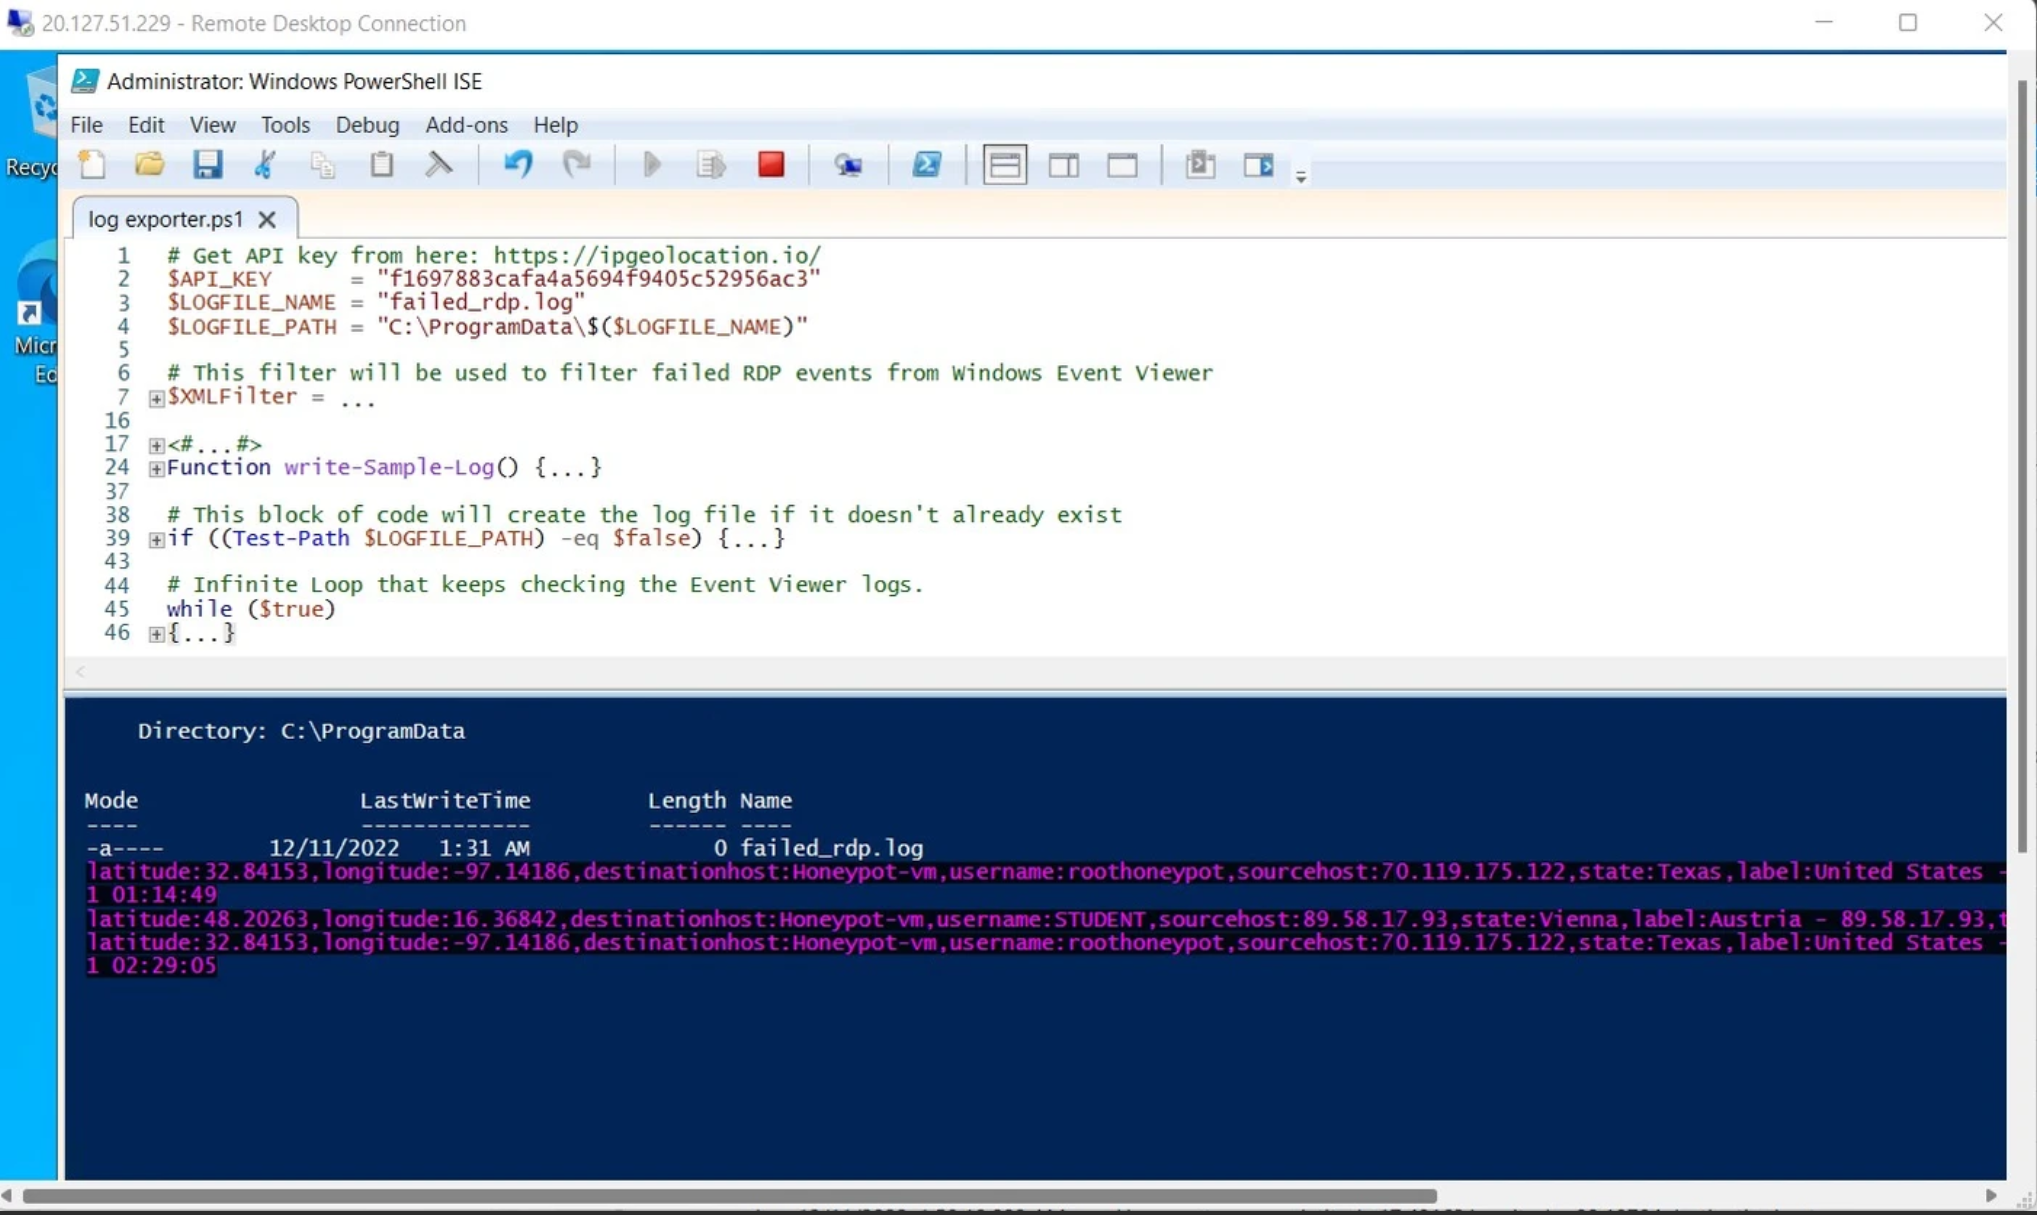 20.127.51.229 - Remote Desktop Connection
Administrator: Windows PowerShell ISE
File Edit View Tools Debug Add-ons Help
Recyc
log exporter.ps1
1 # Get API key from here: https://ipgeolocation.io/
2 $API_KEY = "f1697883cafa4a5694f9405c52956ac3"
3 $LOGFILE_NAME = "failed_rdp.log"
4 $LOGFILE_PATH = "C:\ProgramData\$($LOGFILE_NAME)"
Micr
5
Ed
6 # This filter will be used to filter failed RDP events from Windows Event Viewer
7 $XMLFilter = ...
16
17 <#...#>
24 Function write-Sample-Log() {...}
37
38 # This block of code will create the log file if it doesn't already exist
39 if ((Test-Path $LOGFILE_PATH) -eq $false) {...}
43
44 # Infinite Loop that keeps checking the Event Viewer logs.
45 while ($true)
46 {...}
Directory: C:\ProgramData
Mode LastWriteTime Length Name
---- ------------- ------ ----
-a---- 12/11/2022 1:31 AM 0 failed_rdp.log
latitude:32.84153,longitude:-97.14186,destinationhost:Honeypot-vm,username:roothoneypot,sourcehost:70.119.175.122,state:Texas,label:United States -
1 01:14:49
latitude:48.20263,longitude:16.36842,destinationhost:Honeypot-vm,username:STUDENT,sourcehost:89.58.17.93,state:Vienna,label:Austria - 89.58.17.93,t
latitude:32.84153,longitude:-97.14186,destinationhost:Honeypot-vm,username:roothoneypot,sourcehost:70.119.175.122,state:Texas,label:United States -
1 02:29:05